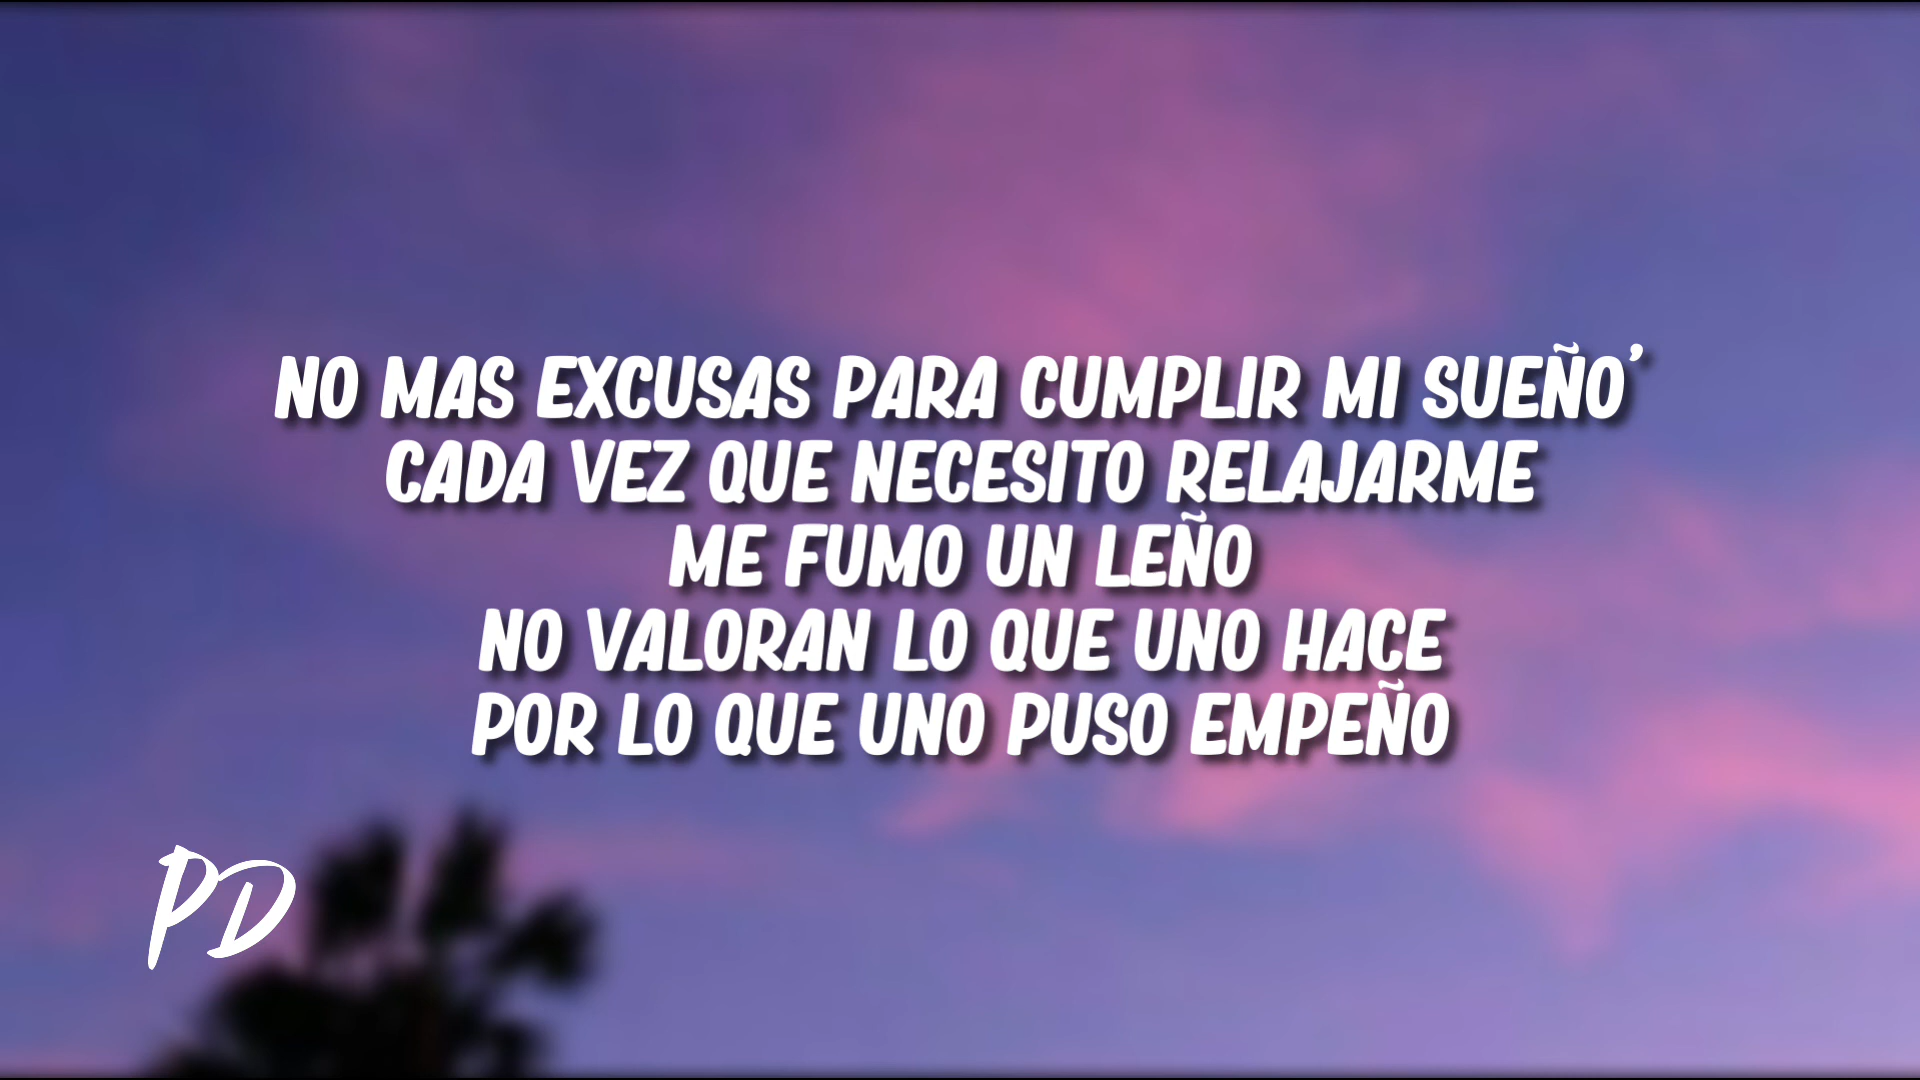 NO MAS EXCUSAS PARA CUMPLIR MI SUEÑO'
CADA VEZ QUE NECESITO RELAJARME
ME FUMO UN LEÑO
NO VALORAN LO QUE UNO HACE
POR LO QUE UNO PUSO EMPEÑO
PD